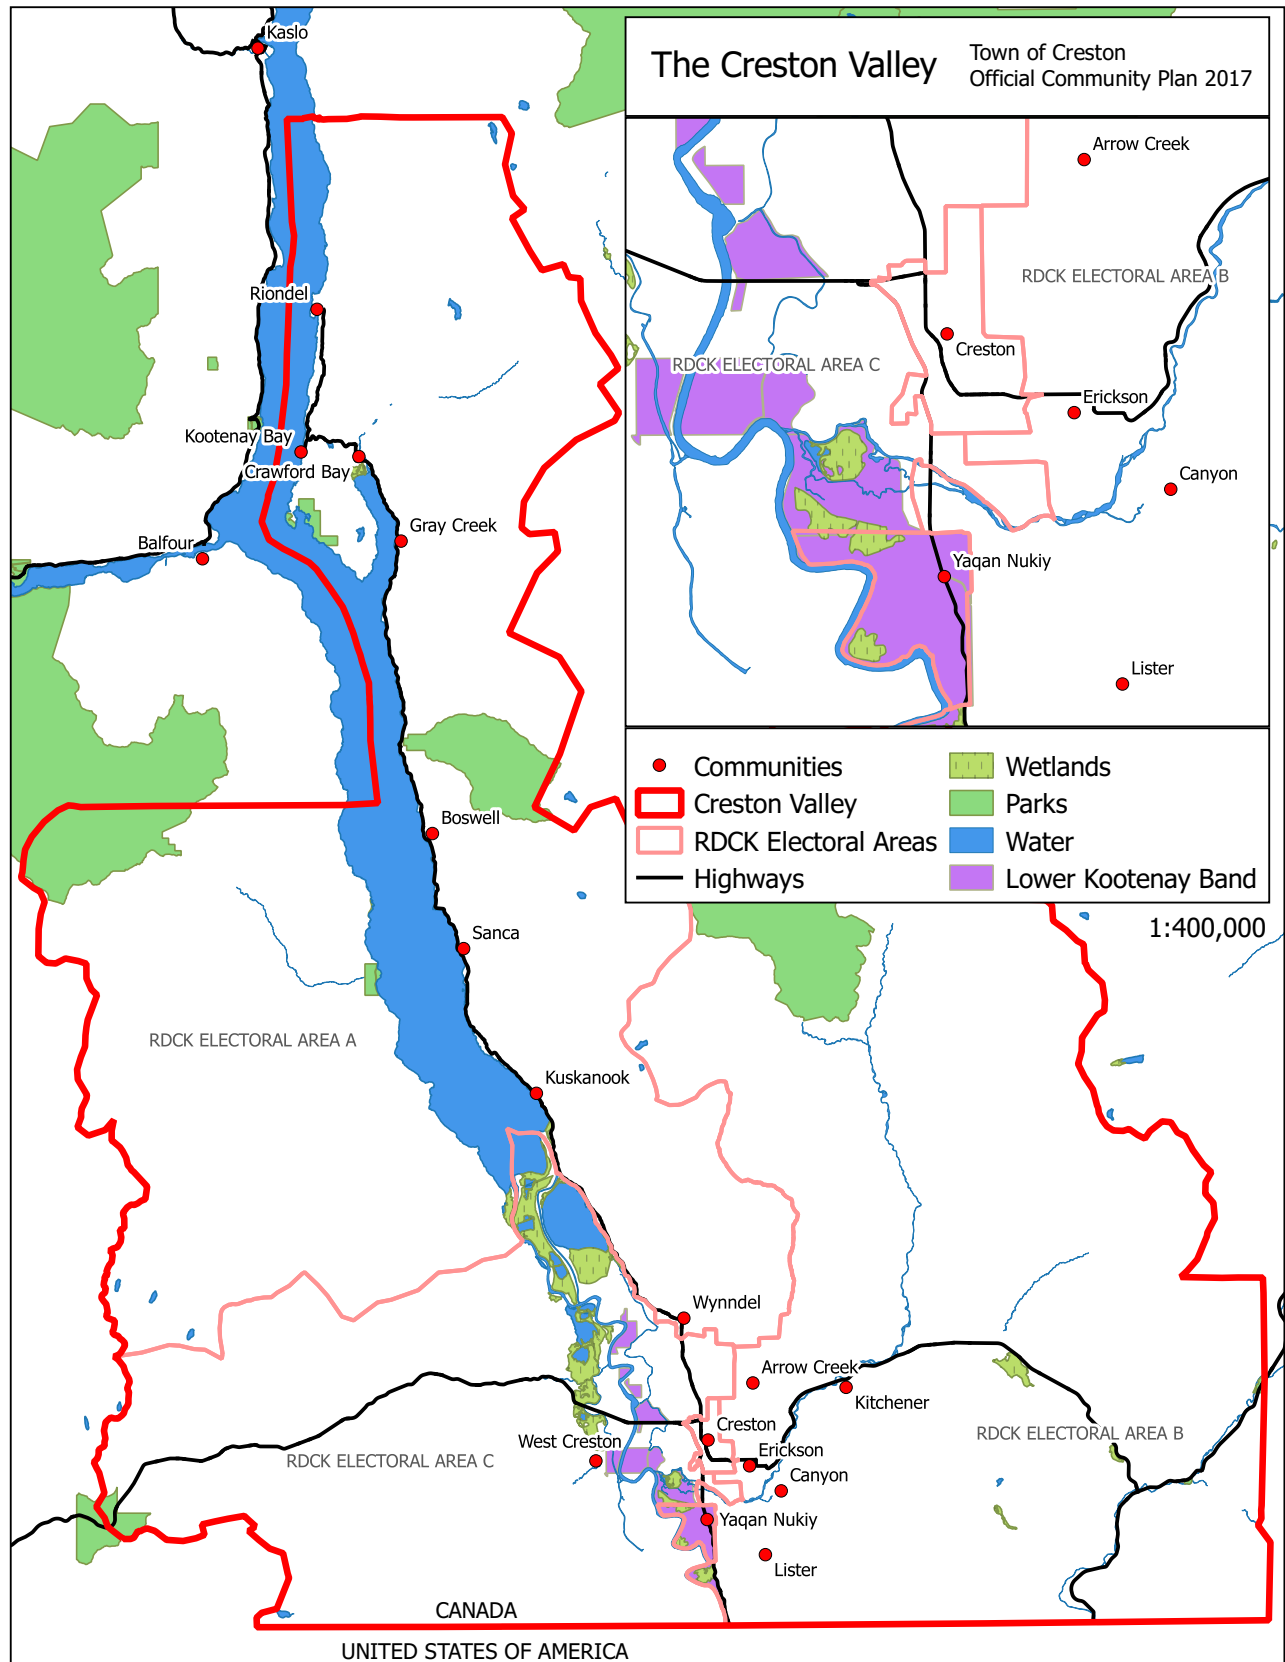 Kaslo
The Creston Valley
Town of Creston
Official Community Plan 2017
Arrow Creek
RDCK ELECTORAL AREA B
Riondel
Creston
RDCK ELECTORAL AREA C
Erickson
Kootenay Bay
Crawford Bay
Canyon
Gray Creek
Balfour
Yaqan Nukiy
Lister
Communities
Creston Valley
RDCK Electoral Areas
Highways
Wetlands
Parks
Water
Lower Kootenay Band
Boswell
1:400,000
Sanca
RDCK ELECTORAL AREA A
Kuskanook
Wynndel
Arrow Creek
Kitchener
Creston
RDCK ELECTORAL AREA B
West Creston
Erickson
RDCK ELECTORAL AREA C
Canyon
Yaqan Nukiy
Lister
CANADA
UNITED STATES OF AMERICA